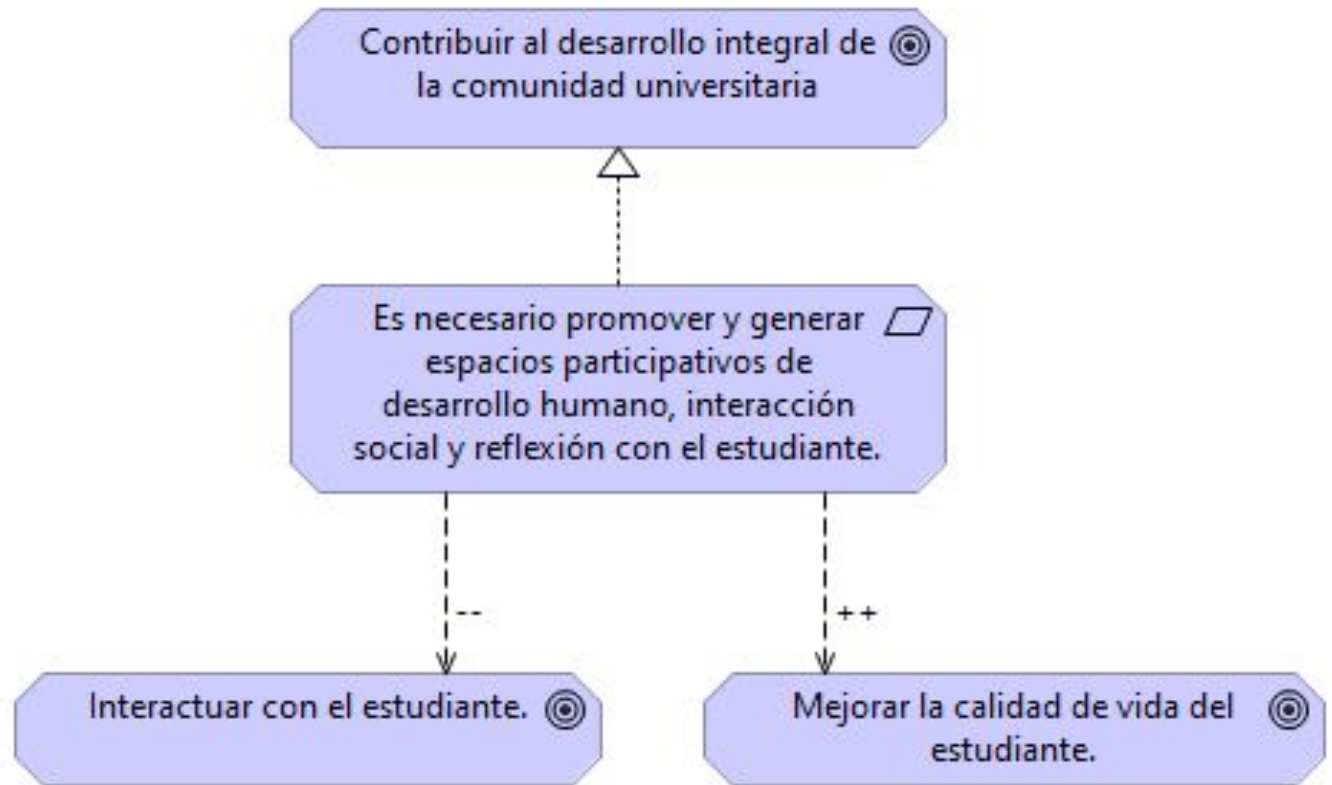 Contribuir al desarrollo integral de
la comunidad universitaria
Es necesario promover y generar
espacios participativos de
desarrollo humano, interacción
social y reflexión con el estudiante.
--
++
Interactuar con el estudiante.
Mejorar la calidad de vida del
estudiante.